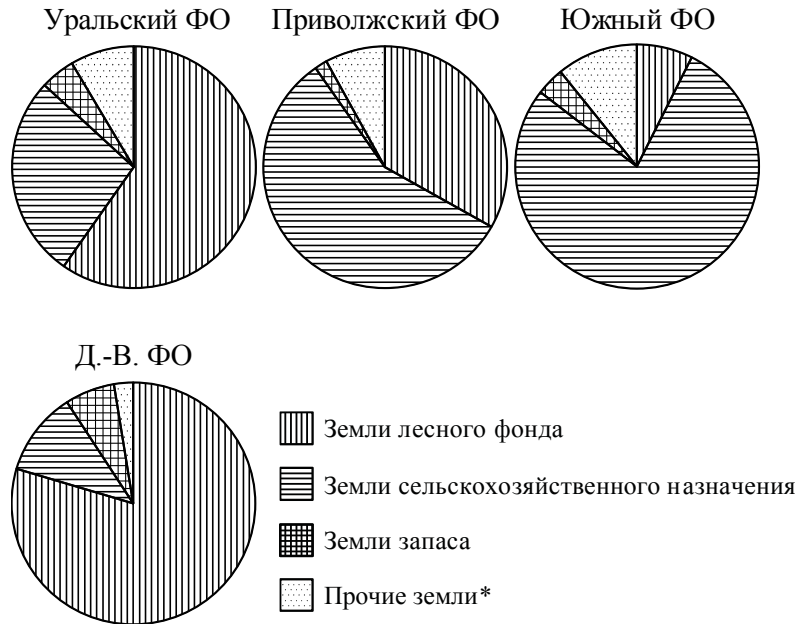 Уральский ФО
Приволжский ФО
Южный ФО
Д.-В. ФО
Земли лесного фонда
Земли сельскохозяйственного назначения
Земли запаса
Прочие земли*